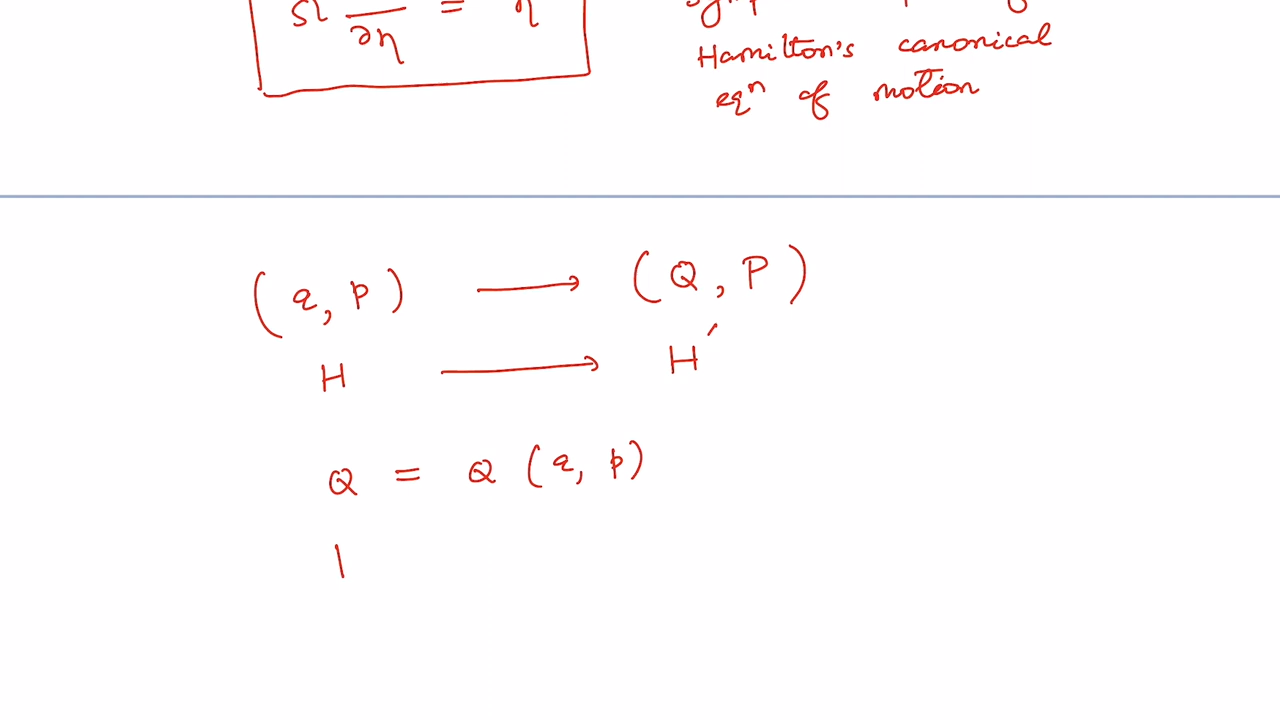 ∂η = η
Hamilton's canonical
eqⁿ of motion
(q, p) → (Q, P)
H → H′
Q = Q (q, p)